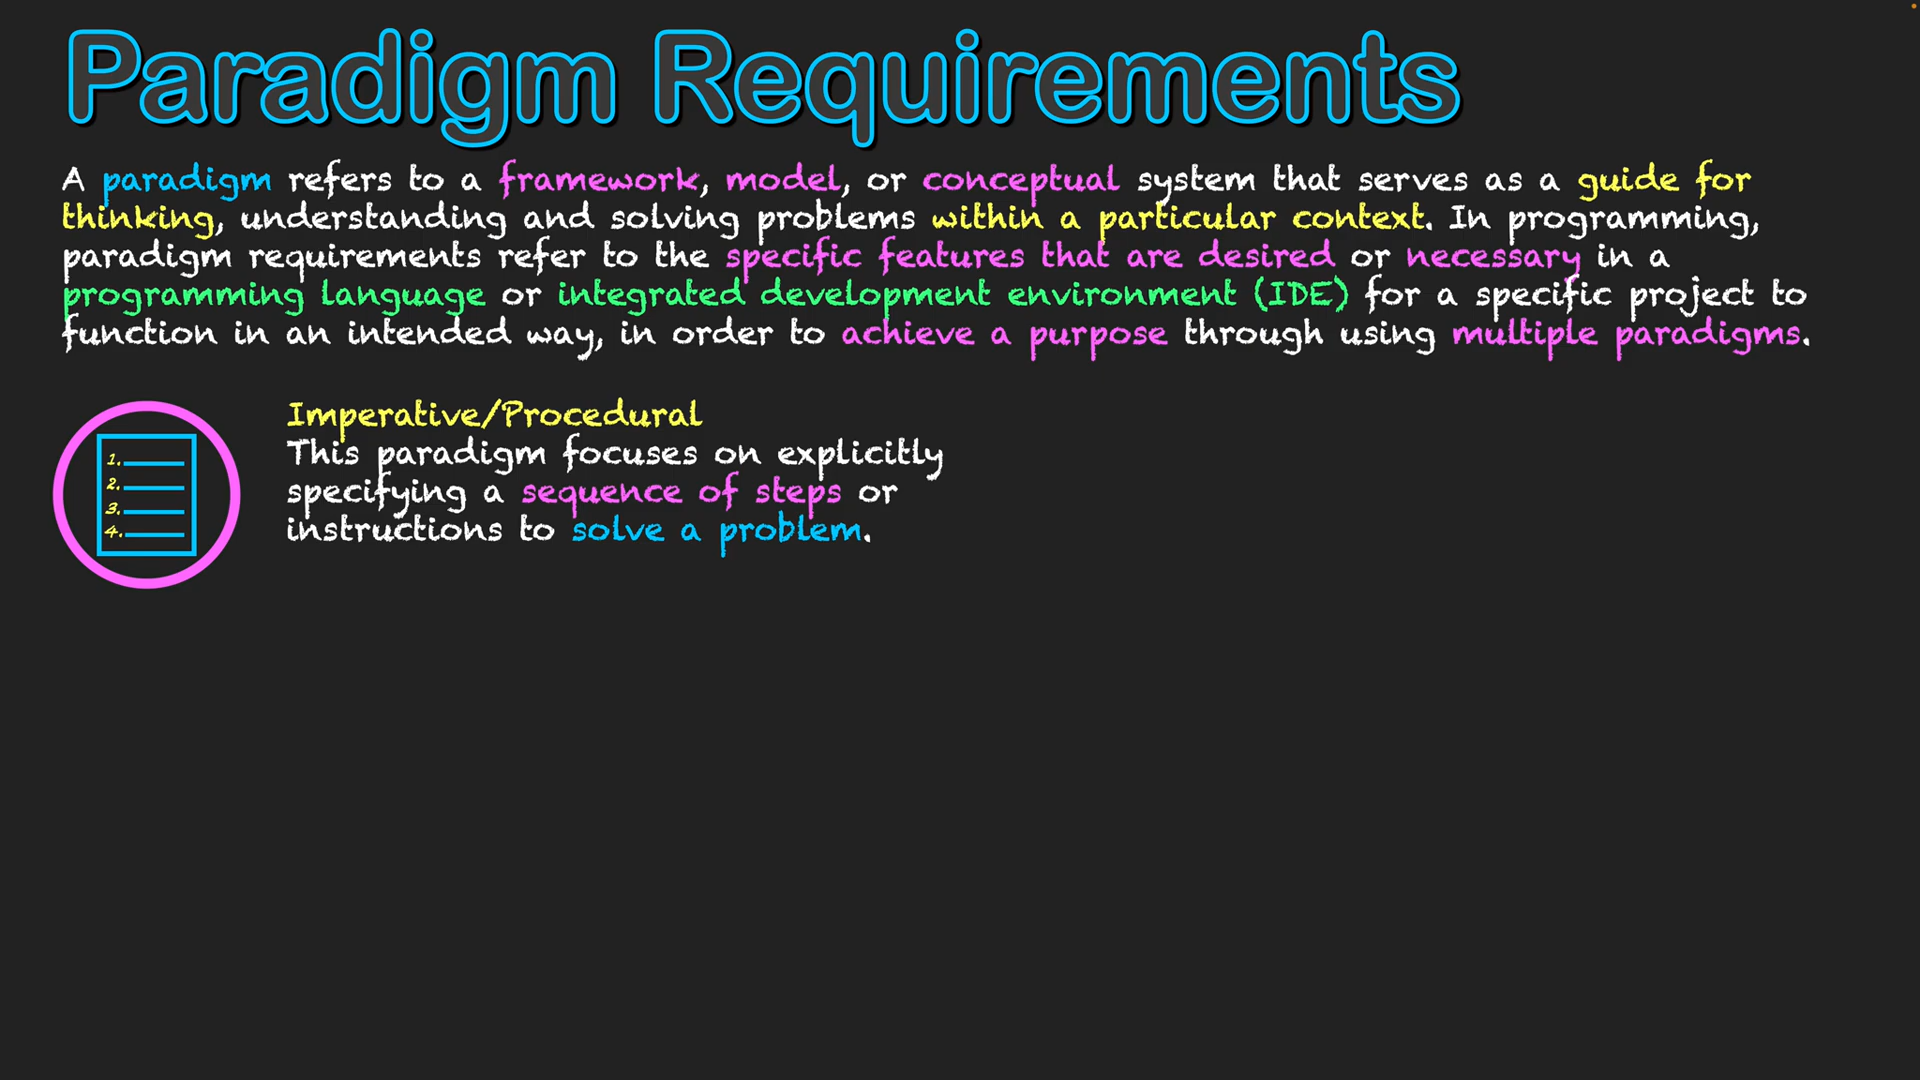 Paradigm Requirements
A paradigm refers to a framework, model, or conceptual system that serves as a guide for
thinking, understanding and solving problems within a particular context. In programming,
paradigm requirements refer to the specific features that are desired or necessary in a
programming language or integrated development environment (IDE) for a specific project to
function in an intended way, in order to achieve a purpose through using multiple paradigms.
Imperative/Procedural
This paradigm focuses on explicitly
specifying a sequence of steps or
instructions to solve a problem.
1.
2.
3.
4.